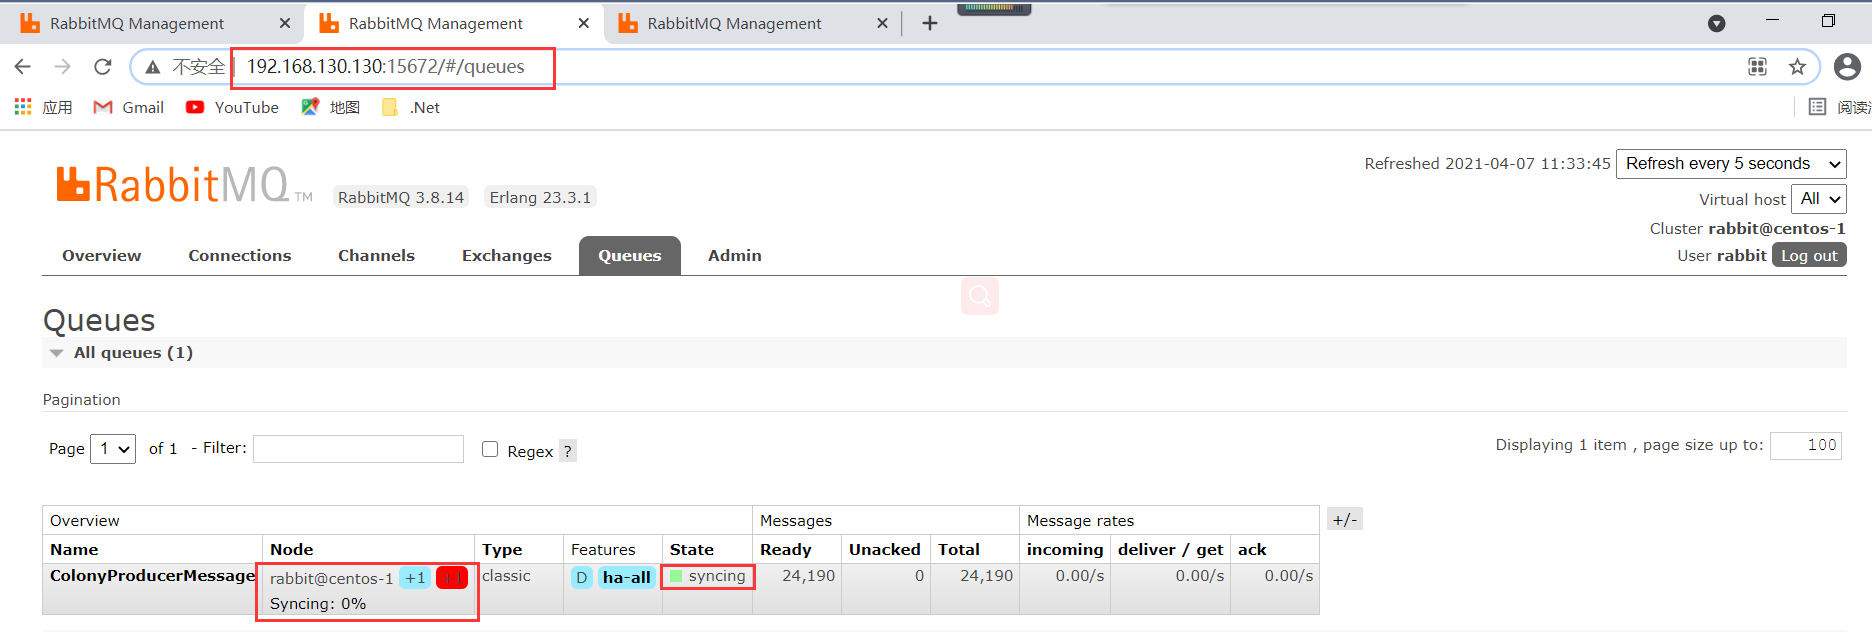 RabbitMQ Management
RabbitMQ Management
RabbitMQ Management
不安全 192.168.130.130:15672/#/queues
应用 Gmail YouTube 地图 .Net
RabbitMQ TM RabbitMQ 3.8.14 Erlang 23.3.1
Refreshed 2021-04-07 11:33:45 Refresh every 5 seconds
Virtual host All
Cluster rabbit@centos-1
User rabbit Log out
Overview Connections Channels Exchanges Queues Admin
Queues
All queues (1)
Pagination
Page 1 of 1 - Filter: Regex ? Displaying 1 item , page size up to: 100
Overview Messages Message rates +/-
Name Node Type Features State Ready Unacked Total incoming deliver / get ack
ColonyProducerMessage rabbit@centos-1 +1 +1 classic D ha-all syncing 24,190 0 24,190 0.00/s 0.00/s 0.00/s
Syncing: 0%